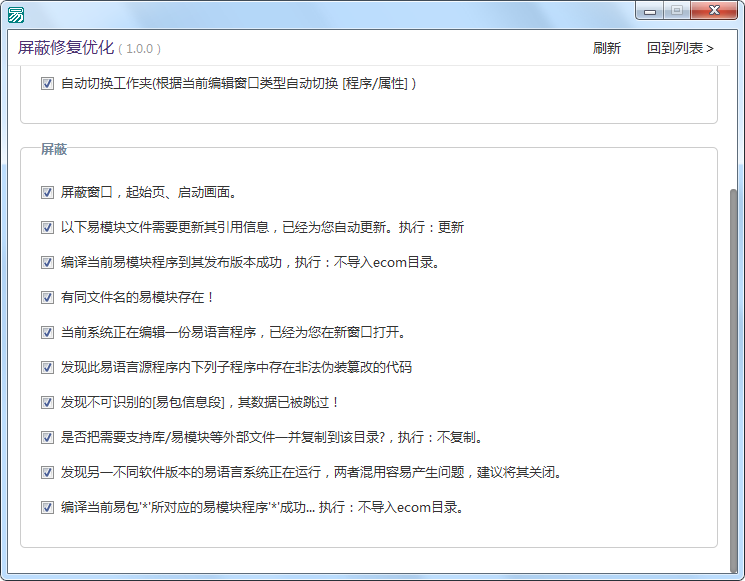 易
屏蔽修复优化 ( 1.0.0 )
刷新
回到列表 >
自动切换工作夹(根据当前编辑窗口类型自动切换 [程序/属性] )
屏蔽
屏蔽窗口，起始页、启动画面。
以下易模块文件需要更新其引用信息，已经为您自动更新。执行：更新
编译当前易模块程序到其发布版本成功，执行：不导入ecom目录。
有同文件名的易模块存在！
当前系统正在编辑一份易语言程序，已经为您在新窗口打开。
发现此易语言源程序内下列子程序中存在非法伪装篡改的代码
发现不可识别的[易包信息段]，其数据已被跳过！
是否把需要支持库/易模块等外部文件一并复制到该目录?，执行：不复制。
发现另一不同软件版本的易语言系统正在运行，两者混用容易产生问题，建议将其关闭。
编译当前易包'*'所对应的易模块程序'*'成功... 执行：不导入ecom目录。